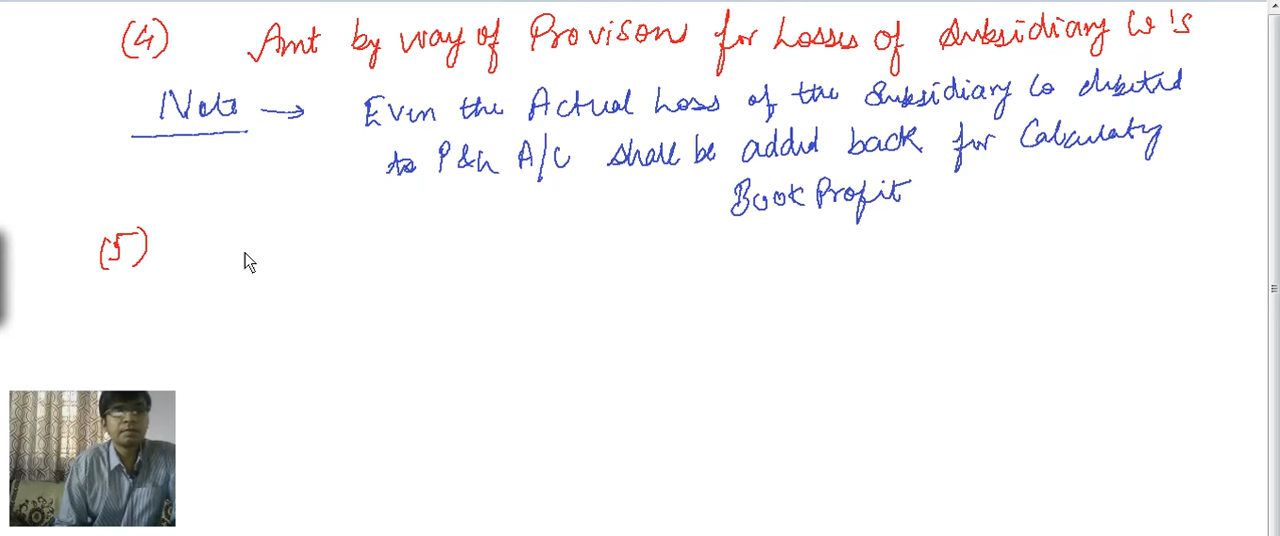 (4) Amt by way of Provison for Losses of Subsidiary Co's
Note → Even the Actual Loss of the Subsidiary Co debited
to P&L A/C shall be added back for Calculatg
Book Profit
(5)